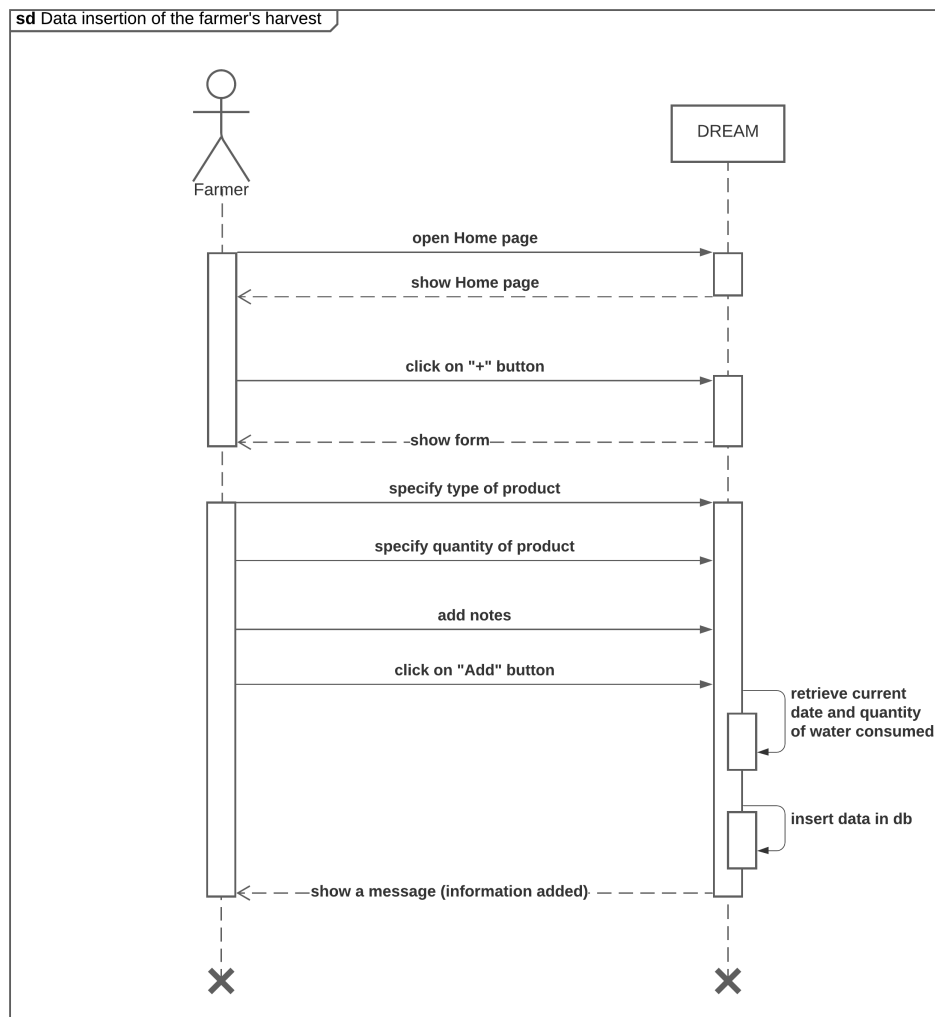 sd Data insertion of the farmer's harvest
DREAM
Farmer
open Home page
show Home page
click on "+" button
show form
specify type of product
specify quantity of product
add notes
click on "Add" button
retrieve current
date and quantity
of water consumed
insert data in db
show a message (information added)